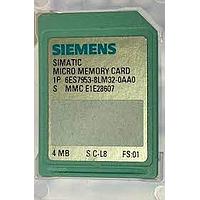 SIEMENS
SIMATIC
MICRO MEMORY CARD
1P 6ES7953-8LM32-0AA0
S MMC E1E28607
4 MB S C-L8 FS:01